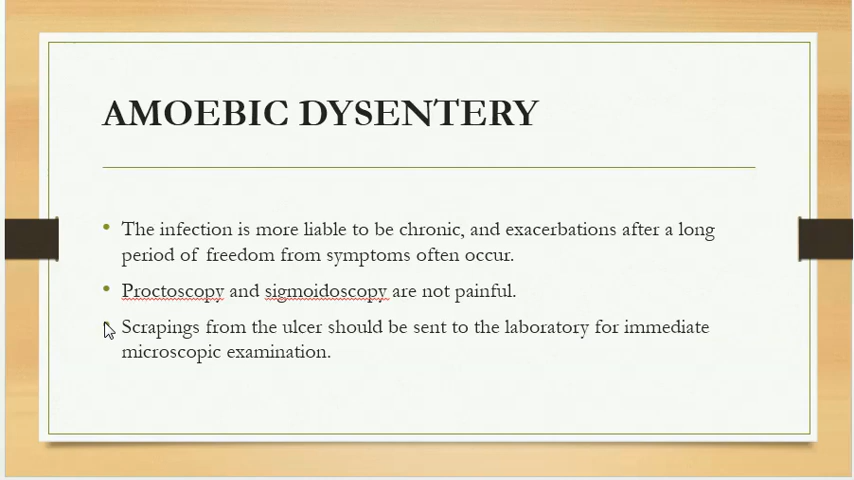 AMOEBIC DYSENTERY
• The infection is more liable to be chronic, and exacerbations after a long
period of freedom from symptoms often occur.
• Proctoscopy and sigmoidoscopy are not painful.
• Scrapings from the ulcer should be sent to the laboratory for immediate
microscopic examination.